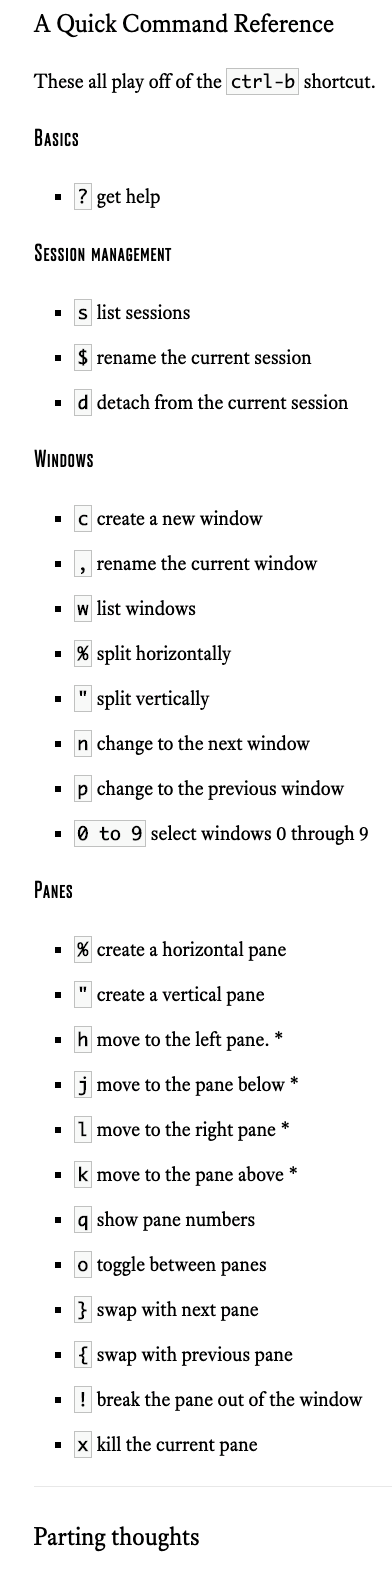 A Quick Command Reference
These all play off of the ctrl-b shortcut.
Basics
▪ ? get help
Session management
▪ s list sessions
▪ $ rename the current session
▪ d detach from the current session
Windows
▪ c create a new window
▪ , rename the current window
▪ w list windows
▪ % split horizontally
▪ " split vertically
▪ n change to the next window
▪ p change to the previous window
▪ 0 to 9 select windows 0 through 9
Panes
▪ % create a horizontal pane
▪ " create a vertical pane
▪ h move to the left pane. *
▪ j move to the pane below *
▪ l move to the right pane *
▪ k move to the pane above *
▪ q show pane numbers
▪ o toggle between panes
▪ } swap with next pane
▪ { swap with previous pane
▪ ! break the pane out of the window
▪ x kill the current pane
Parting thoughts